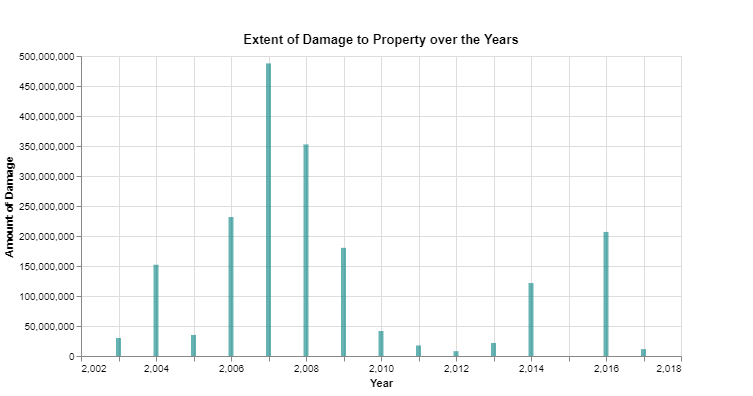 Extent of Damage to Property over the Years
500,000,000
450,000,000
400,000,000
350,000,000
300,000,000
250,000,000
200,000,000
150,000,000
100,000,000
50,000,000
0
Amount of Damage
2,002 2,004 2,006 2,008 2,010 2,012 2,014 2,016 2,018
Year